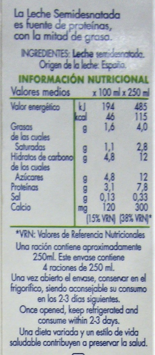 La Leche Semidesnatada
es fuente de proteínas,
con la mitad de grasa.
INGREDIENTES: Leche semidesnatada.
Origen de la leche: España.
INFORMACIÓN NUTRICIONAL
Valores medios x 100 ml x 250 ml
Valor energético kJ 194 485
kcal 46 115
Grasas g 1,6 4,0
de las cuales
Saturadas g 1,1 2,8
Hidratos de carbono g 4,8 12
de los cuales
Azúcares g 4,8 12
Proteínas g 3,1 7,8
Sal g 0,13 0,33
Calcio mg 120 300
(15% VRN) (38% VRN)*
*VRN: Valores de Referencia Nutricionales
Una ración contiene aproximadamente
250ml. Este envase contiene
4 raciones de 250 ml.
Una vez abierto el envase, conservar en el
frigorífico, siendo aconsejable su consumo
en los 2-3 días siguientes.
Once opened, keep refrigerated and
consume within 2-3 days.
Una dieta variada y un estilo de vida
saludable contribuyen a preservar la salud.